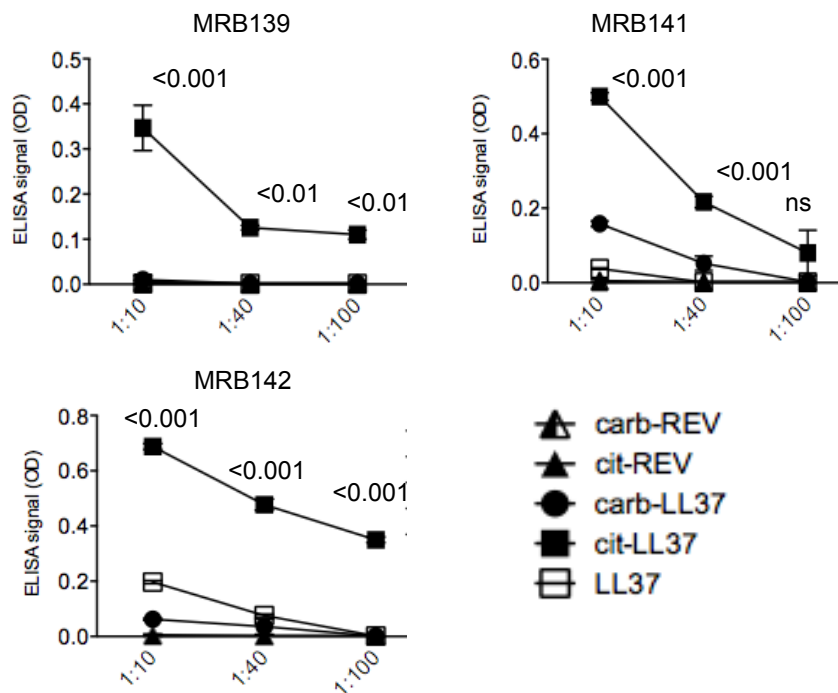 MRB139
ELISA signal (OD)
0.5
0.4
0.3
0.2
0.1
0.0
<0.001
<0.01
<0.01
1:10
1:40
1:100
MRB141
ELISA signal (OD)
0.6
0.4
0.2
0.0
<0.001
<0.001
ns
1:10
1:40
1:100
MRB142
ELISA signal (OD)
0.8
0.6
0.4
0.2
0.0
<0.001
<0.001
<0.001
1:10
1:40
1:100
carb-REV
cit-REV
carb-LL37
cit-LL37
LL37